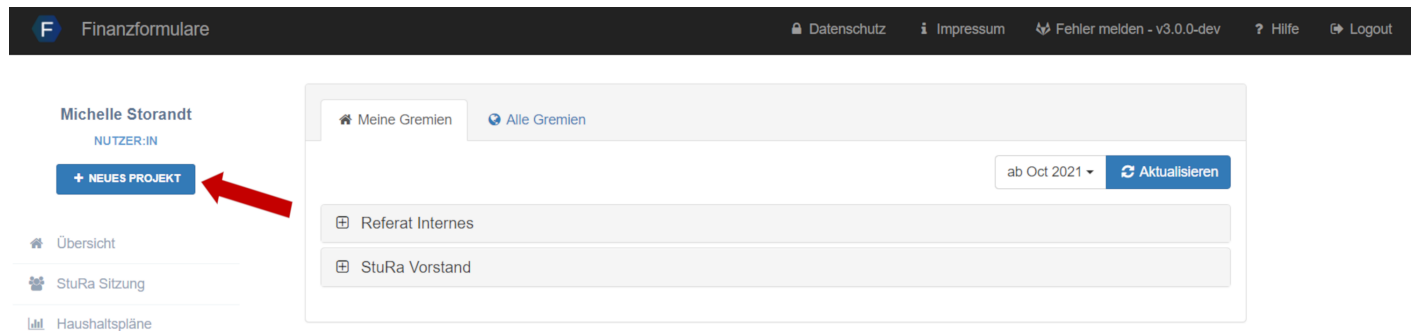 F Finanzformulare Datenschutz Impressum Fehler melden - v3.0.0-dev ? Hilfe Logout
Michelle Storandt
NUTZER:IN
+ NEUES PROJEKT
Übersicht
StuRa Sitzung
Haushaltspläne
Meine Gremien Alle Gremien
ab Oct 2021 Aktualisieren
Referat Internes
StuRa Vorstand